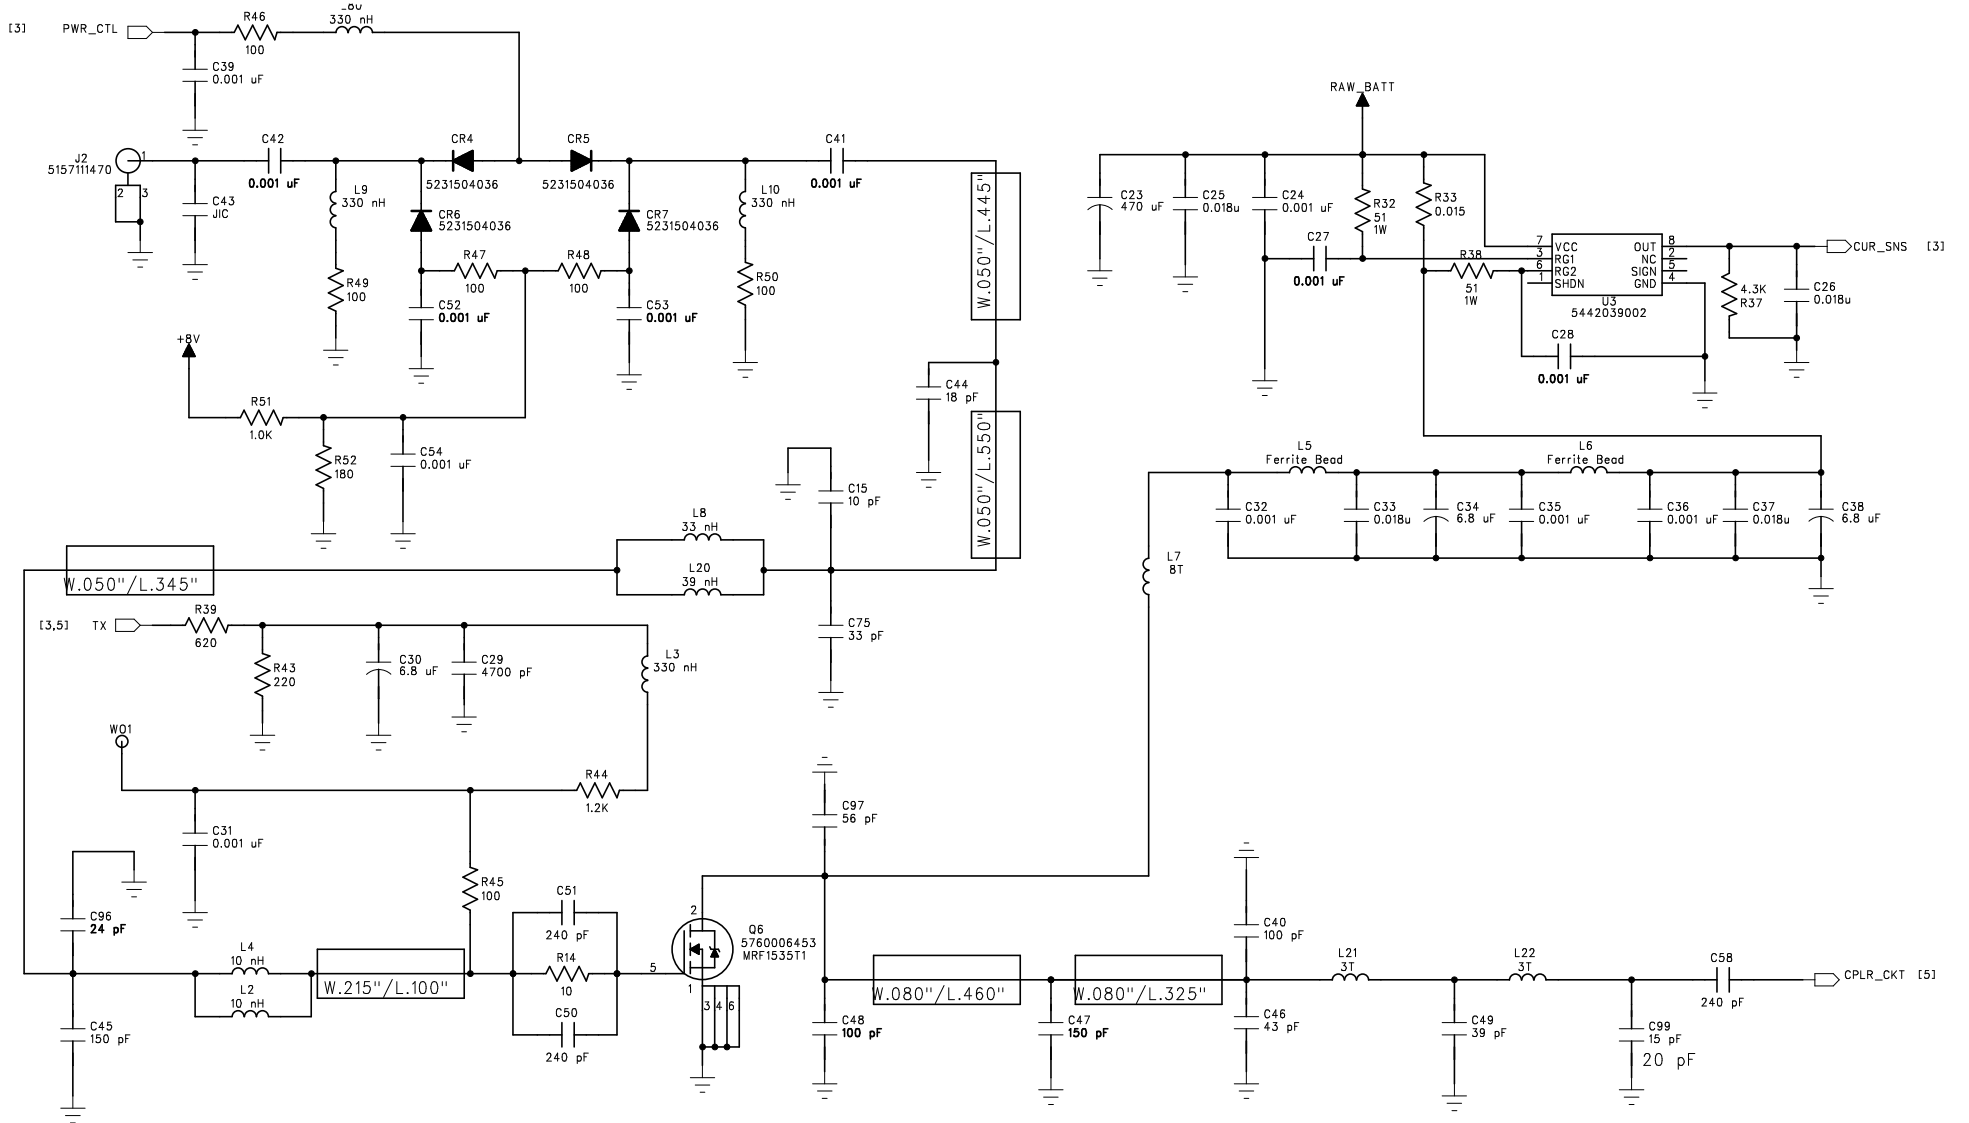 [3] PWR_CTL
R46
100
330 nH
C39
0.001 uF
J2
5157111470
1
2 3
C43
JIC
C42
0.001 uF
L9
330 nH
R49
100
CR4
5231504036
CR5
5231504036
CR6
5231504036
CR7
5231504036
R47
100
R48
100
C52
0.001 uF
C53
0.001 uF
L10
330 nH
R50
100
C41
0.001 uF
W.050"/L.445"
C44
18 pF
W.050"/L.550"
+8V
R51
1.0K
R52
180
C54
0.001 uF
C15
10 pF
L8
33 nH
L20
39 nH
C75
33 pF
W.050"/L.345"
RAW_BATT
C23
470 uF
C25
0.018u
C24
0.001 uF
C27
0.001 uF
R32
51
1W
R33
0.015
R38
51
1W
7 VCC
3 RG1
6 RG2
1 SHDN
OUT 8
NC 2
SIGN 5
GND 4
U3
5442039002
C28
0.001 uF
4.3K
R37
C26
0.018u
CUR_SNS [3]
L5
Ferrite Bead
L6
Ferrite Bead
C32
0.001 uF
C33
0.018u
C34
6.8 uF
C35
0.001 uF
C36
0.001 uF
C37
0.018u
C38
6.8 uF
L7
8T
[3,5] TX
R39
620
R43
220
C30
6.8 uF
C29
4700 pF
L3
330 nH
W01
C31
0.001 uF
R44
1.2K
R45
100
C96
24 pF
C45
150 pF
L4
10 nH
L2
10 nH
W.215"/L.100"
C51
240 pF
R14
10
C50
240 pF
5
2
1
3 4 6
Q6
5760006453
MRF1535T1
C97
56 pF
C48
100 pF
W.080"/L.460"
C47
150 pF
W.080"/L.325"
C40
100 pF
C46
43 pF
L21
3T
C49
39 pF
L22
3T
C99
15 pF
20 pF
C58
240 pF
CPLR_CKT [5]